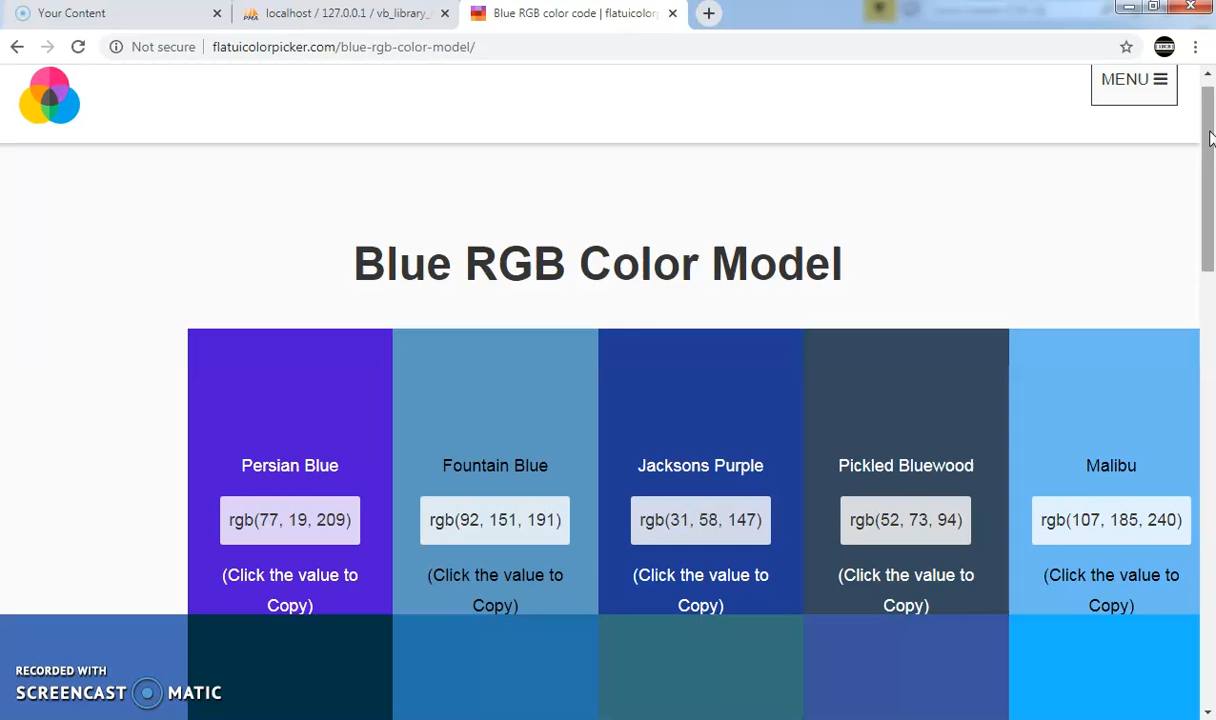 Your Content
localhost / 127.0.0.1 / vb_library_
Blue RGB color code | flatuicolorp
Not secure
flatuicolorpicker.com/blue-rgb-color-model/
MENU
Blue RGB Color Model
Persian Blue
Fountain Blue
Jacksons Purple
Pickled Bluewood
Malibu
rgb(77, 19, 209)
rgb(92, 151, 191)
rgb(31, 58, 147)
rgb(52, 73, 94)
rgb(107, 185, 240)
(Click the value to
Copy)
(Click the value to
Copy)
(Click the value to
Copy)
(Click the value to
Copy)
(Click the value to
Copy)
RECORDED WITH
SCREENCAST MATIC